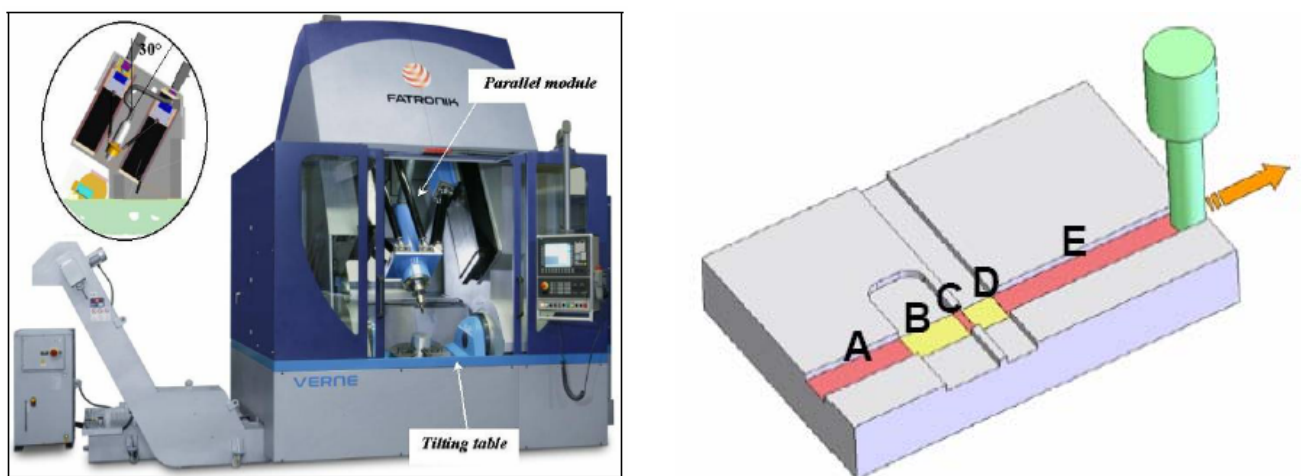 30°
Parallel module
FATRONIK
VERNE
Tilting table
A
B
C
D
E